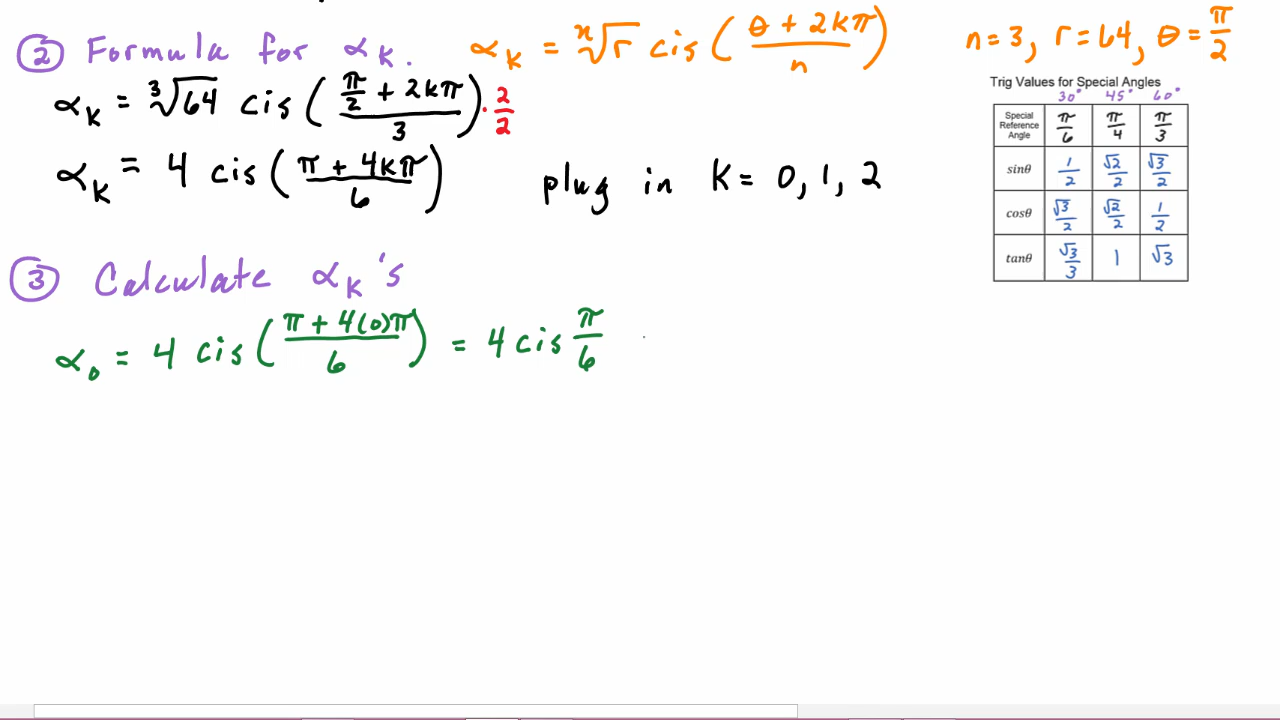 ② Formula for αₖ. αₖ = ⁿ√r cis( (θ + 2kπ)/n ) n=3, r=64, θ=π/2
αₖ = ³√64 cis( (π/2 + 2kπ)/3 )·2/2
αₖ = 4 cis( (π + 4kπ)/6 ) plug in K= 0, 1, 2
Trig Values for Special Angles
30° 45° 60°
Special Reference Angle π/6 π/4 π/3
sinθ 1/2 √2/2 √3/2
cosθ √3/2 √2/2 1/2
tanθ √3/3 1 √3
③ Calculate αₖ's
α₀ = 4 cis( (π + 4(0)π)/6 ) = 4 cis π/6